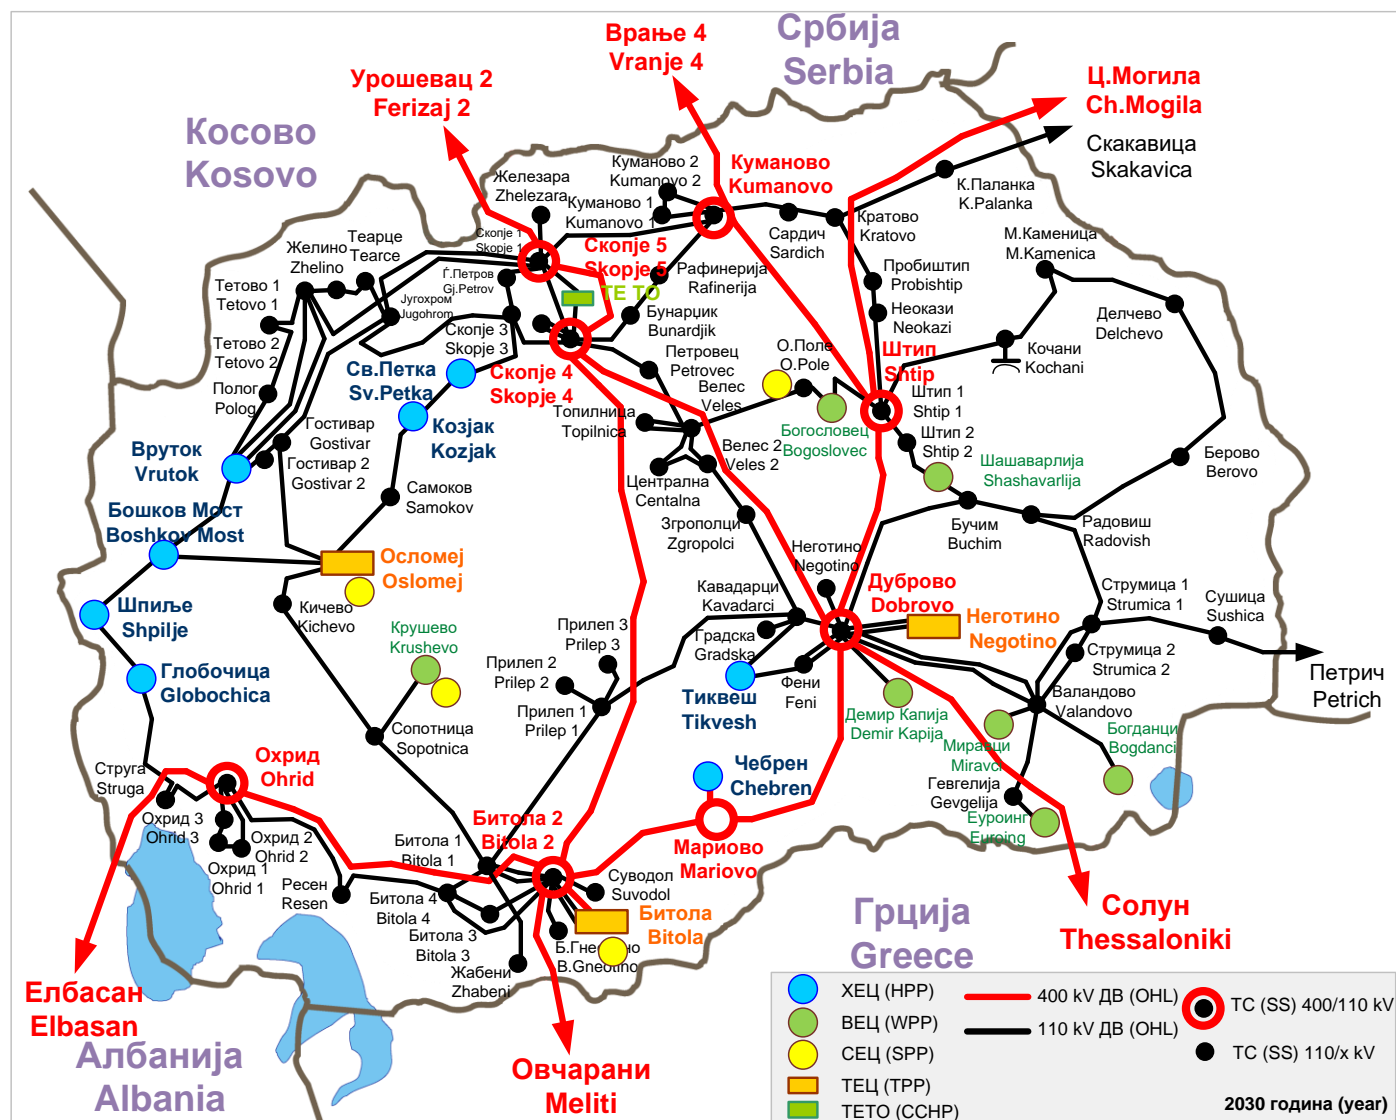 Србија
Serbia
Врање 4
Vranje 4
Урошевац 2
Ferizaj 2
Ц.Могила
Ch.Mogila
Косово
Kosovo
Скакавица
Skakavica
Железара
Zhelezara
Куманово 2
Kumanovo 2
Куманово
Kumanovo
Куманово 1
Kumanovo 1
К.Паланка
K.Palanka
Сардич
Sardich
Кратово
Kratovo
М.Каменица
M.Kamenica
Теарце
Tearce
Желино
Zhelino
Скопје 1
Skopje 1
Скопје 5
Skopje 5
Ѓ.Петров
Gj.Petrov
ТЕ ТО
Рафинерија
Rafinerija
Пробиштип
Probishtip
Тетово 1
Tetovo 1
Југохром
Jugohrom
Скопје 3
Skopje 3
Бунарџик
Bunardjik
Неокази
Neokazi
Делчево
Delchevo
Тетово 2
Tetovo 2
Петровец
Petrovec
О.Поле
O.Pole
Штип
Shtip
Кочани
Kochani
Св.Петка
Sv.Petka
Скопје 4
Skopje 4
Велес
Veles
Полог
Polog
Козјак
Kozjak
Топилница
Topilnica
Богословец
Bogoslovec
Штип 1
Shtip 1
Штип 2
Shtip 2
Гостивар
Gostivar
Гостивар 2
Gostivar 2
Вруток
Vrutok
Велес 2
Veles 2
Шашаварлија
Shashavarlija
Берово
Berovo
Централна
Centalna
Самоков
Samokov
Бошков Мост
Boshkov Most
Згрополци
Zgropolci
Бучим
Buchim
Радовиш
Radovish
Осломеј
Oslomej
Неготино
Negotino
Кавадарци
Kavadarci
Дуброво
Dobrovo
Струмица 1
Strumica 1
Сушица
Sushica
Шпиље
Shpilje
Кичево
Kichevo
Крушево
Krushevo
Прилеп 3
Prilep 3
Градска
Gradska
Неготино
Negotino
Струмица 2
Strumica 2
Петрич
Petrich
Глобочица
Globochica
Прилеп 2
Prilep 2
Фени
Feni
Тиквеш
Tikvesh
Валандово
Valandovo
Прилеп 1
Prilep 1
Демир Капија
Demir Kapija
Сопотница
Sopotnica
Миравци
Miravci
Богданци
Bogdanci
Охрид
Ohrid
Струга
Struga
Чебрен
Chebren
Гевгелија
Gevgelija
Охрид 3
Ohrid 3
Охрид 2
Ohrid 2
Битола 2
Bitola 2
Еуроинг
Euroing
Охрид 1
Ohrid 1
Битола 1
Bitola 1
Мариово
Mariovo
Ресен
Resen
Битола 4
Bitola 4
Суводол
Suvodol
Битола 3
Bitola 3
Битола
Bitola
B.Gneotino
Жабени
Zhabeni
Грција
Greece
Солун
Thessaloniki
Елбасан
Elbasan
Албанија
Albania
Овчарани
Meliti
ХЕЦ (HPP)
ВЕЦ (WPP)
СЕЦ (SPP)
ТЕЦ (TPP)
ТЕТО (CCHP)
400 kV ДВ (OHL)
110 kV ДВ (OHL)
ТС (SS) 400/110 kV
ТС (SS) 110/x kV
2030 година (year)